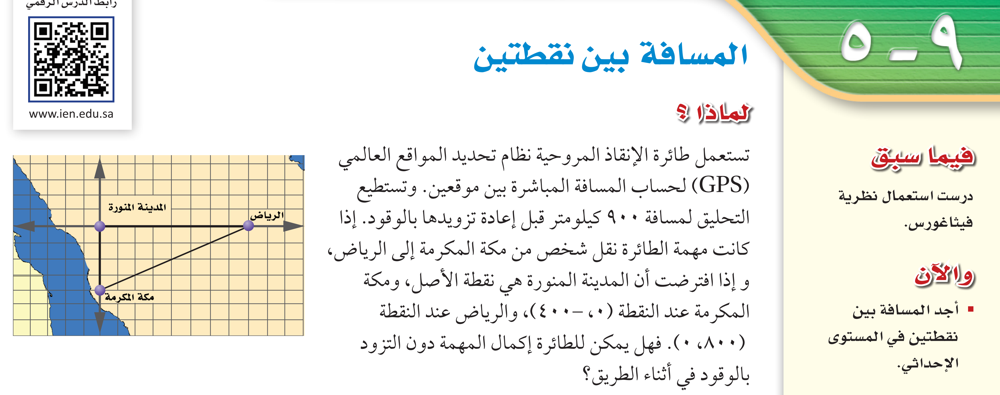 ٩ - ٥
المسافة بين نقطتين
رابط الدرس الرقمي
www.ien.edu.sa
لماذا ؟
تستعمل طائرة الإنقاذ المروحية نظام تحديد المواقع العالمي
(GPS) لحساب المسافة المباشرة بين موقعين. وتستطيع
التحليق لمسافة ٩٠٠ كيلومتر قبل إعادة تزويدها بالوقود. إذا
كانت مهمة الطائرة نقل شخص من مكة المكرمة إلى الرياض،
و إذا افترضت أن المدينة المنورة هي نقطة الأصل، ومكة
المكرمة عند النقطة (٠، -٤٠٠)، والرياض عند النقطة
(٨٠٠، ٠). فهل يمكن للطائرة إكمال المهمة دون التزود
بالوقود في أثناء الطريق؟
المدينة المنورة
الرياض
مكة المكرمة
فيما سبق
درست استعمال نظرية
فيثاغورس.
والآن
▪ أجد المسافة بين
نقطتين في المستوى
الإحداثي.